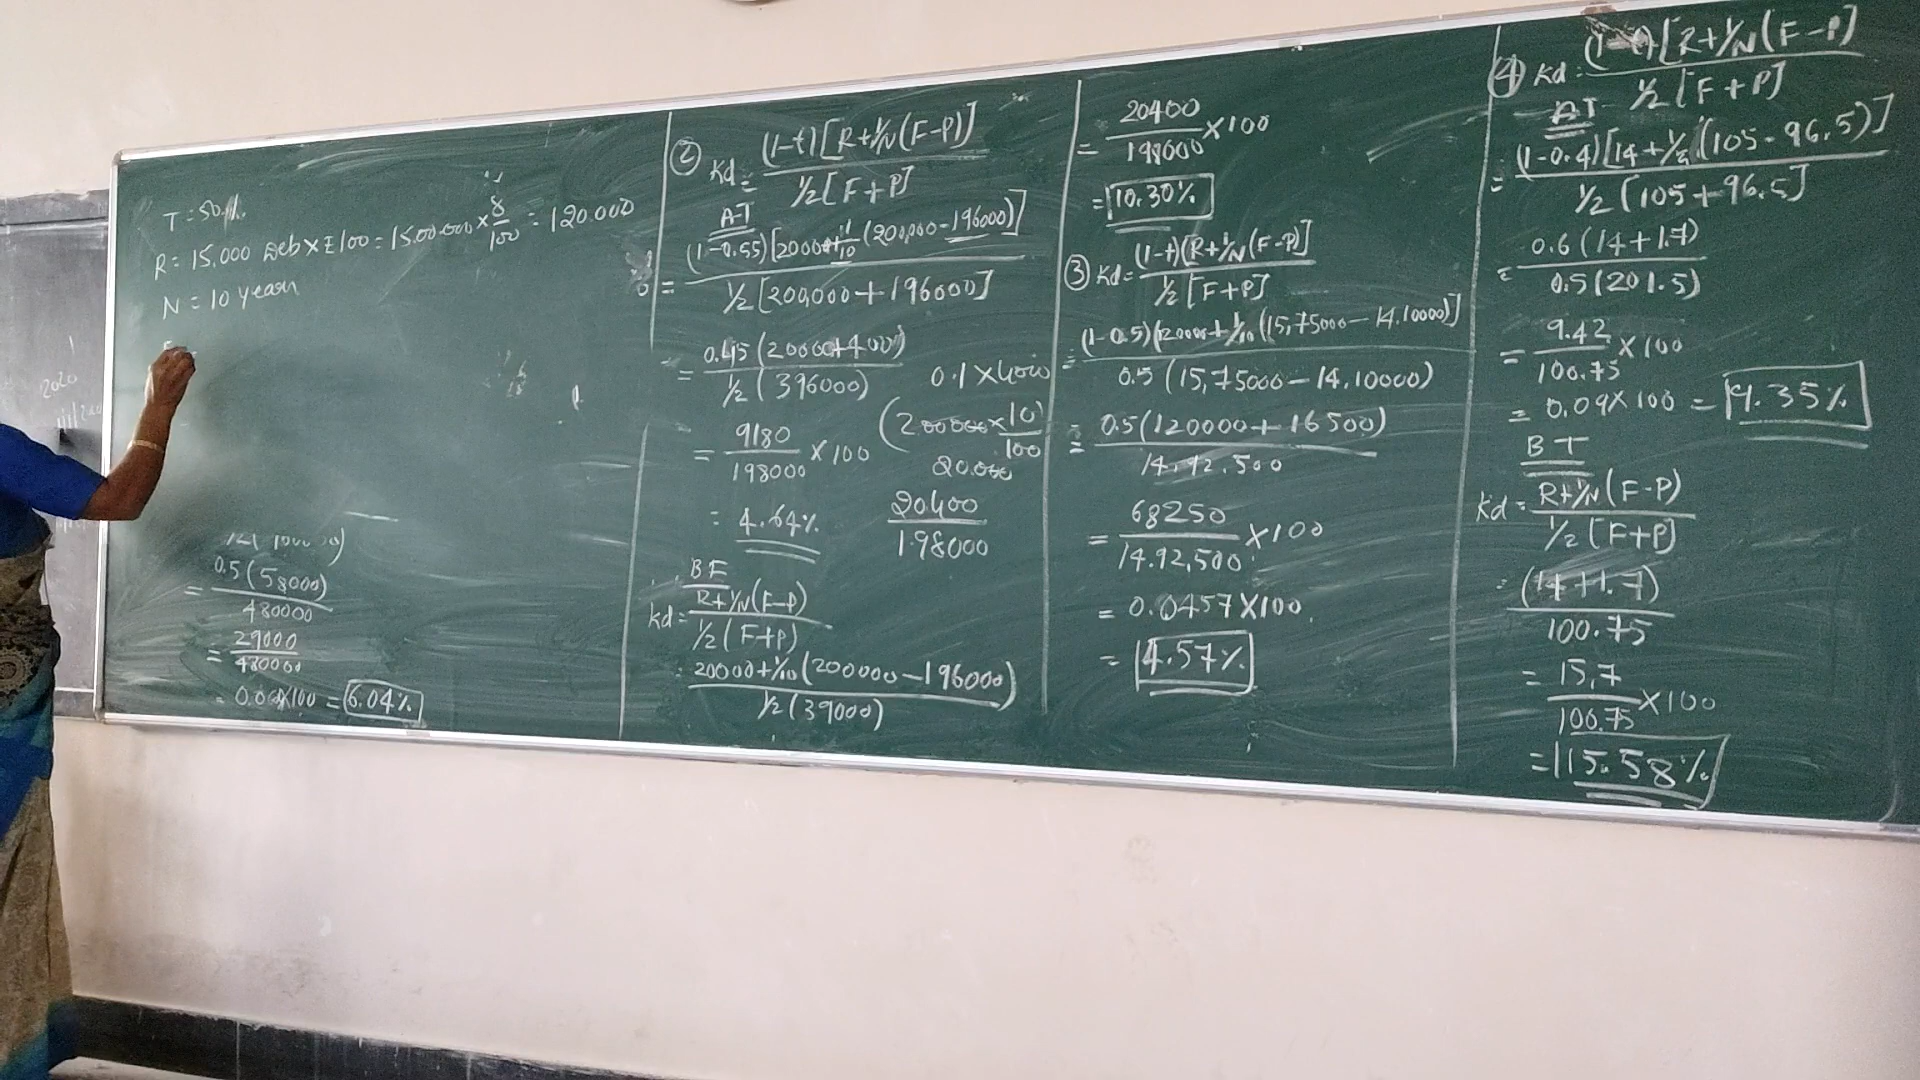 T = 50%
R = 15,000 Deb × ₹100 = 15,00,000 × 8/100 = 120,000
N = 10 years
= 0.5(58000)
480000
= 29000
480000
= 0.06×100 = 6.04%
② Kd = (1-t)[R+1/N(F-P)]
1/2[F+P]
A-T
= (1-0.55)[20000+1/10(200,000-196000)]
1/2[200,000+196000]
= 0.45(20000+400)
1/2(396000)
0.1×4000
= 9180
198000 × 100
(200000×10
100
20.000
= 4.64%
20400
1.98000
BF
Kd = R+1/N(F-P)
1/2(F+P)
= 20000+1/10(200000-196000)
1/2(39000)
= 20400 ×100
198000
= 10.30%
③ Kd = (1-t)(R+1/N(F-P)]
1/2[F+P]
= (1-0.5)(120000+1/10(15,75000-14.10000)]
0.5(15,75000-14.10000)
= 0.5(120000+16500)
14,92,500
= 68250 ×100
14.92,500
= 0.0457×100
= 4.57%
④ Kd = (1-t)[R+1/N(F-P]
1/2[F+P]
A.T
= (1-0.4)[14+ (105-96.5)]
1/2[105+96.5]
= 0.6(14+1.7)
0.5(201.5)
= 9.42 ×100
100.75
= 0.09×100 = 9.35%
BT
Kd = R+1/N(F-P)
1/2[F+P]
= (14+1.7)
100.75
= 15,7 ×100
100.75
= 15.58%
2020